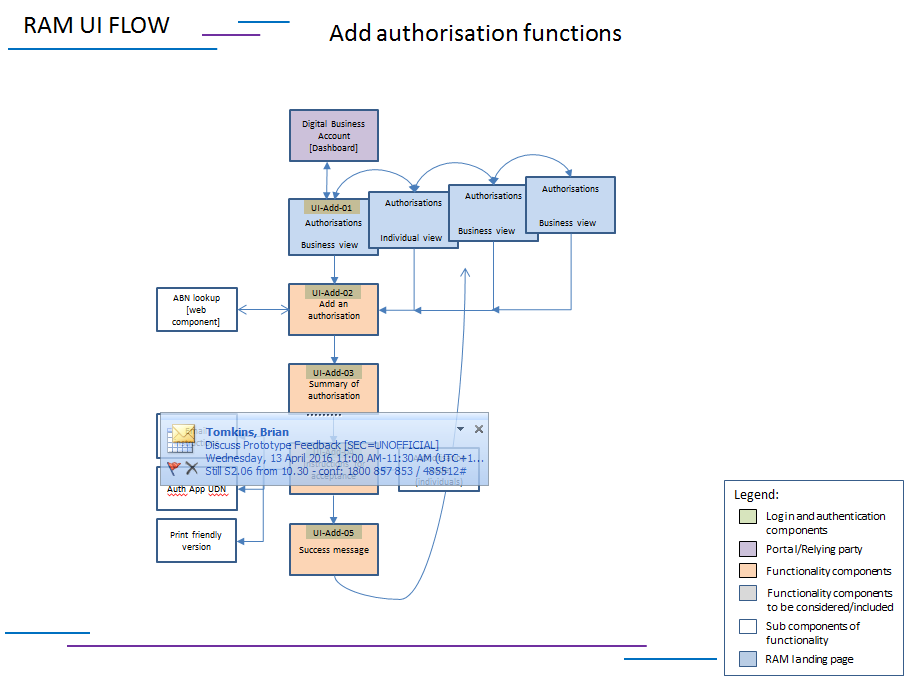 RAM UI FLOW
Add authorisation functions
Digital Business
Account
[Dashboard]
UI-Add-01
Authorisations
Business view
Authorisations
Individual view
Authorisations
Business view
Authorisations
Business view
ABN lookup
[web
component]
UI-Add-02
Add an
authorisation
UI-Add-03
Summary of
authorisation
Tomkins, Brian
Discuss Prototype Feedback [SEC=UNOFFICIAL]
Wednesday, 13 April 2016 11:00 AM-11:30 AM (UTC+1...
Still S2.06 from 10.30 - conf: 1800 857 853 / 485512#
acceptance
(individuals)
Auth App UDN
Print friendly
version
UI-Add-05
Success message
Legend:
Log in and authentication
components
Portal/Relying party
Functionality components
Functionality components
to be considered/included
Sub components of
functionality
RAM landing page